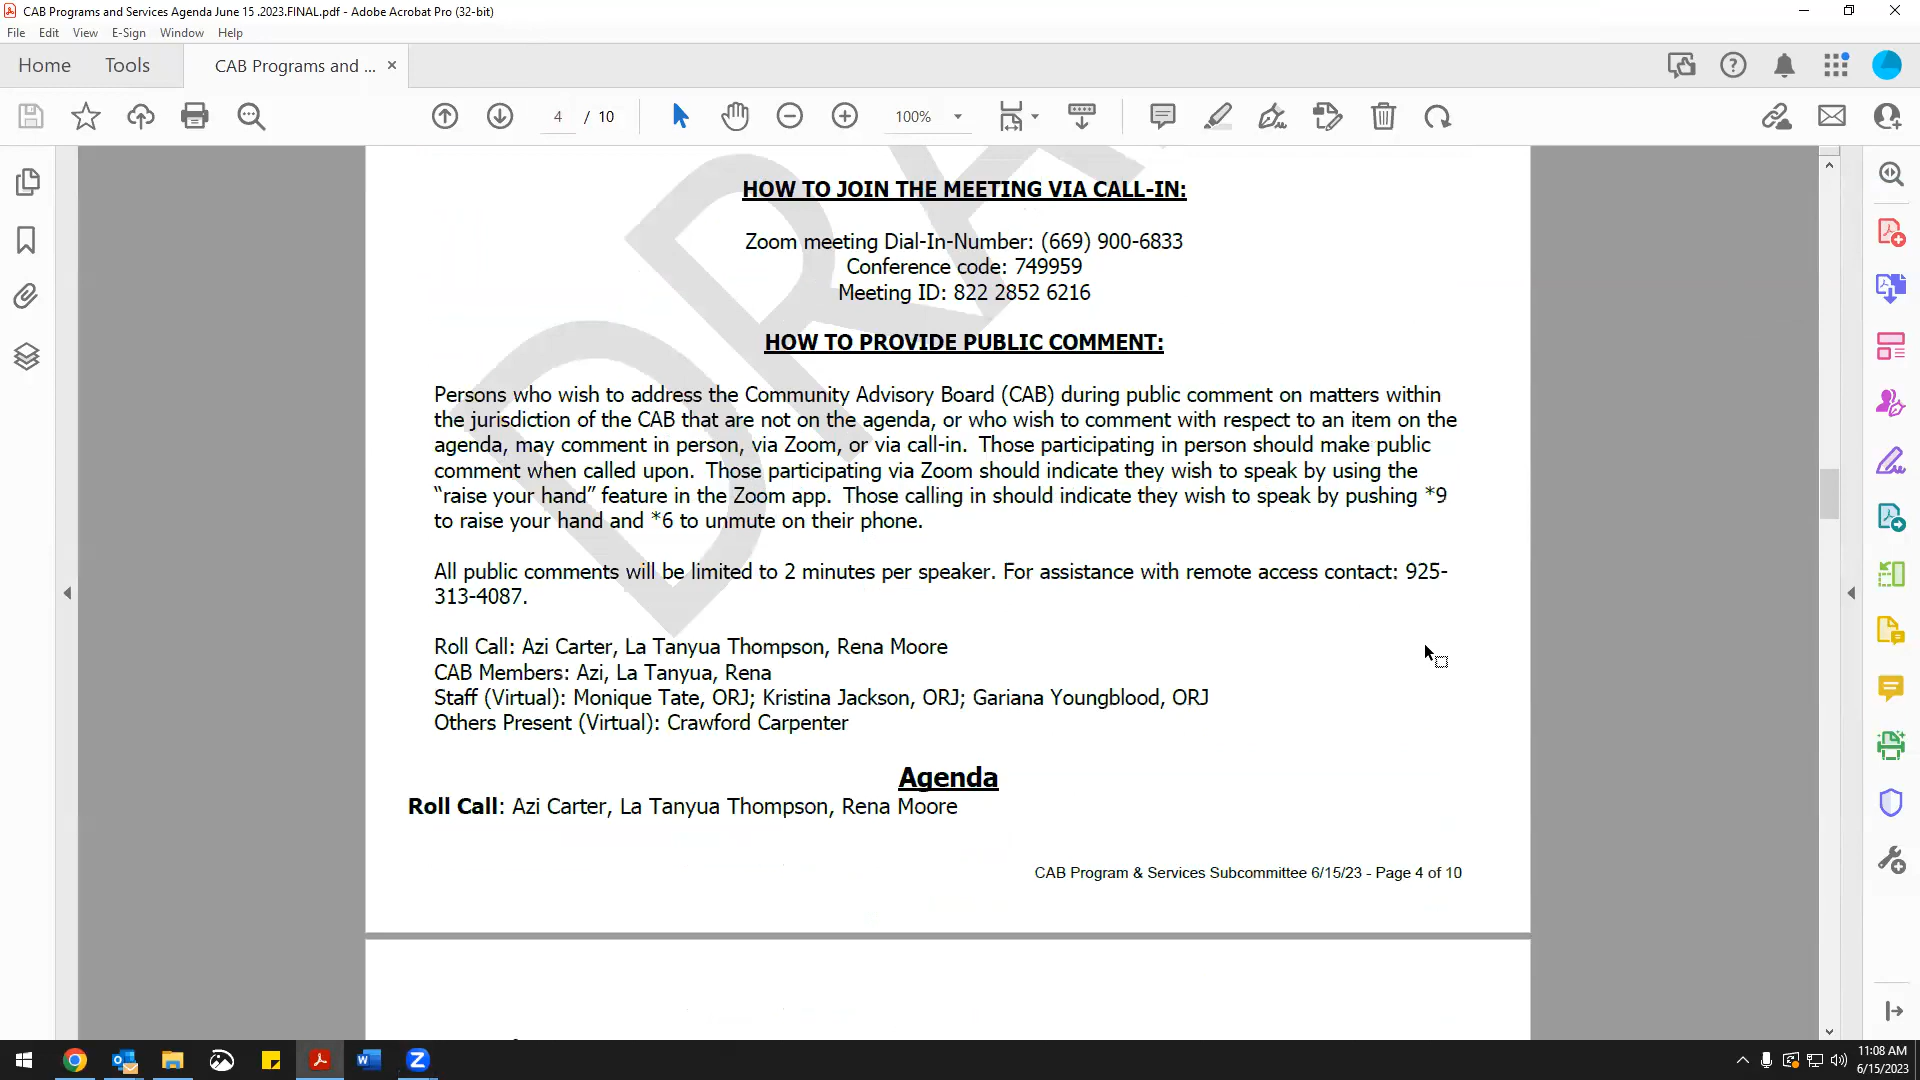 CAB Programs and Services Agenda June 15 .2023.FINAL.pdf - Adobe Acrobat Pro (32-bit)
File Edit View E-Sign Window Help
Home Tools CAB Programs and ... ×
4 / 10 100%
DRA
HOW TO JOIN THE MEETING VIA CALL-IN:
Zoom meeting Dial-In-Number: (669) 900-6833
Conference code: 749959
Meeting ID: 822 2852 6216
HOW TO PROVIDE PUBLIC COMMENT:
Persons who wish to address the Community Advisory Board (CAB) during public comment on matters within
the jurisdiction of the CAB that are not on the agenda, or who wish to comment with respect to an item on the
agenda, may comment in person, via Zoom, or via call-in. Those participating in person should make public
comment when called upon. Those participating via Zoom should indicate they wish to speak by using the
“raise your hand” feature in the Zoom app. Those calling in should indicate they wish to speak by pushing *9
to raise your hand and *6 to unmute on their phone.
All public comments will be limited to 2 minutes per speaker. For assistance with remote access contact: 925-
313-4087.
Roll Call: Azi Carter, La Tanyua Thompson, Rena Moore
CAB Members: Azi, La Tanyua, Rena
Staff (Virtual): Monique Tate, ORJ; Kristina Jackson, ORJ; Gariana Youngblood, ORJ
Others Present (Virtual): Crawford Carpenter
Agenda
Roll Call: Azi Carter, La Tanyua Thompson, Rena Moore
CAB Program & Services Subcommittee 6/15/23 - Page 4 of 10
11:08 AM
6/15/2023